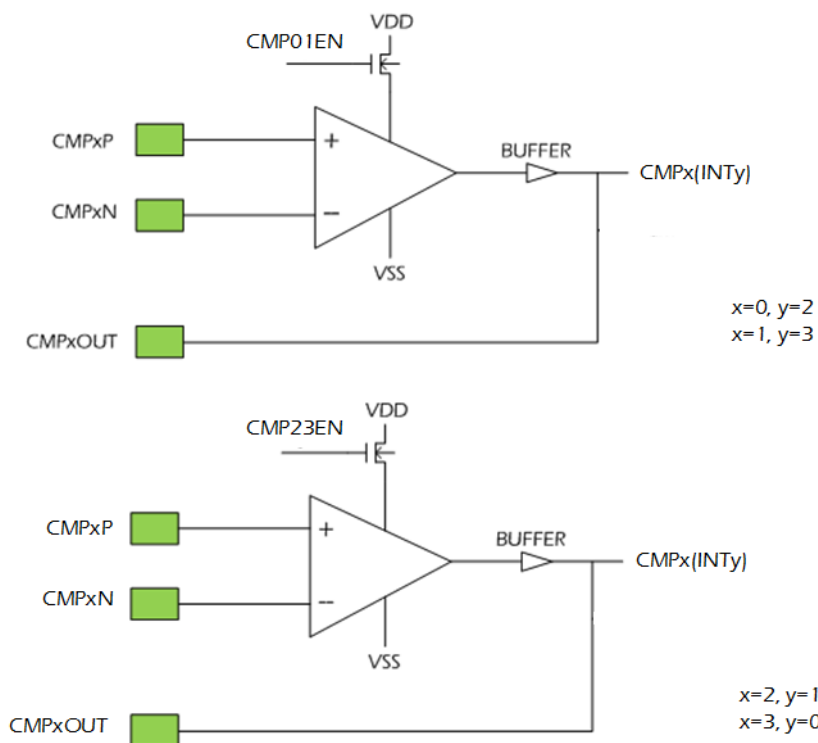 VDD
CMP01EN
CMPxP
+
BUFFER
CMPx(INTy)
CMPxN
−
VSS
x=0, y=2
CMPxOUT
x=1, y=3
VDD
CMP23EN
CMPxP
+
BUFFER
CMPx(INTy)
CMPxN
−
VSS
x=2, y=1
CMPxOUT
x=3, y=0